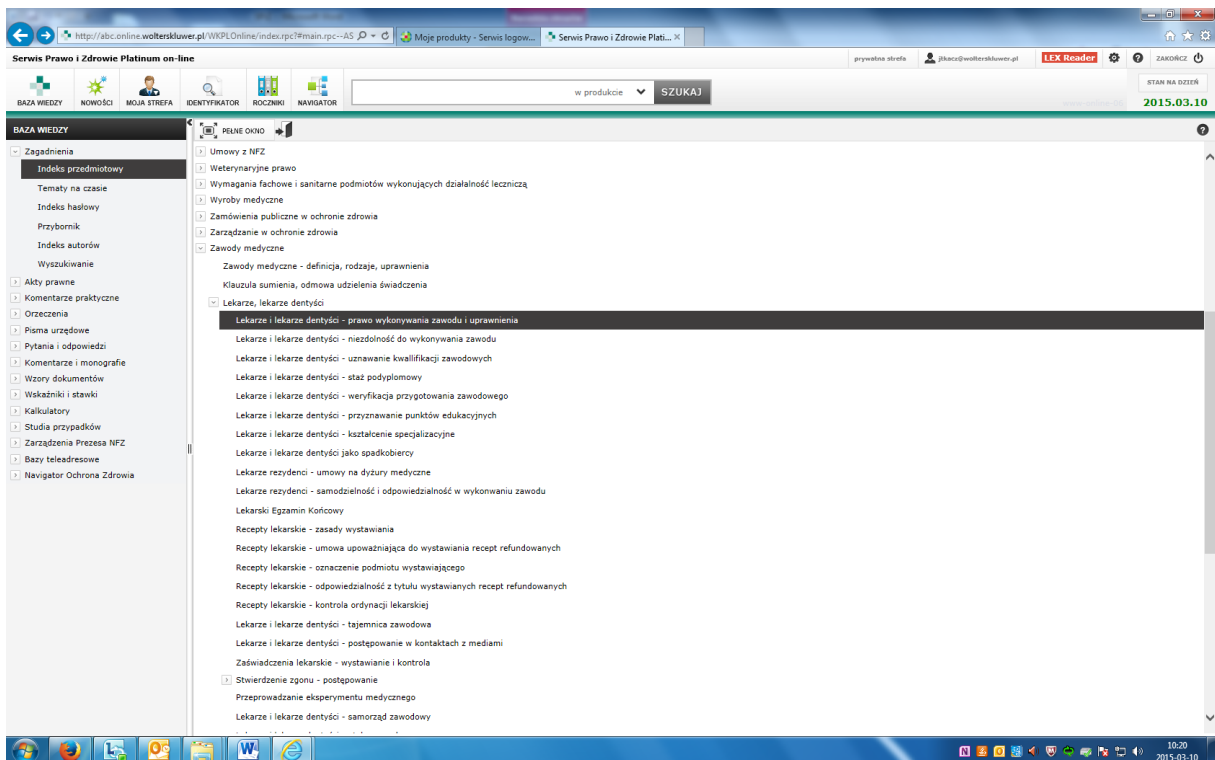 http://abc.online.wolterskluwer.pl/WKPLOnline/index.rpc?#main.rpc--AS
Moje produkty - Serwis logow...
Serwis Prawo i Zdrowie Plati...
Serwis Prawo i Zdrowie Platinum on-line
prywatna strefa
jtkacz@wolterskluwer.pl
LEX Reader
ZAKOŃCZ
BAZA WIEDZY
NOWOŚCI
MOJA STREFA
IDENTYFIKATOR
ROCZNIKI
NAVIGATOR
w produkcie
SZUKAJ
STAN NA DZIEŃ
2015.03.10
BAZA WIEDZY
Zagadnienia
Indeks przedmiotowy
Tematy na czasie
Indeks hasłowy
Przybornik
Indeks autorów
Wyszukiwanie
Akty prawne
Komentarze praktyczne
Orzeczenia
Pisma urzędowe
Pytania i odpowiedzi
Komentarze i monografie
Wzory dokumentów
Wskaźniki i stawki
Kalkulatory
Studia przypadków
Zarządzenia Prezesa NFZ
Bazy teleadresowe
Navigator Ochrona Zdrowia
PEŁNE OKNO
Umowy z NFZ
Weterynaryjne prawo
Wymagania fachowe i sanitarne podmiotów wykonujących działalność leczniczą
Wyroby medyczne
Zamówienia publiczne w ochronie zdrowia
Zarządzanie w ochronie zdrowia
Zawody medyczne
Zawody medyczne - definicja, rodzaje, uprawnienia
Klauzula sumienia, odmowa udzielenia świadczenia
Lekarze, lekarze dentyści
Lekarze i lekarze dentyści - prawo wykonywania zawodu i uprawnienia
Lekarze i lekarze dentyści - niezdolność do wykonywania zawodu
Lekarze i lekarze dentyści - uznawanie kwallifikacji zawodowych
Lekarze i lekarze dentyści - staż podyplomowy
Lekarze i lekarze dentyści - weryfikacja przygotowania zawodowego
Lekarze i lekarze dentyści - przyznawanie punktów edukacyjnych
Lekarze i lekarze dentyści - kształcenie specjalizacyjne
Lekarze i lekarze dentyści jako spadkobiercy
Lekarze rezydenci - umowy na dyżury medyczne
Lekarze rezydenci - samodzielność i odpowiedzialność w wykonwaniu zawodu
Lekarski Egzamin Końcowy
Recepty lekarskie - zasady wystawiania
Recepty lekarskie - umowa upoważniająca do wystawiania recept refundowanych
Recepty lekarskie - oznaczenie podmiotu wystawiającego
Recepty lekarskie - odpowiedzialność z tytułu wystawianych recept refundowanych
Recepty lekarskie - kontrola ordynacji lekarskiej
Lekarze i lekarze dentyści - tajemnica zawodowa
Lekarze i lekarze dentyści - postępowanie w kontaktach z mediami
Zaświadczenia lekarskie - wystawianie i kontrola
Stwierdzenie zgonu - postępowanie
Przeprowadzanie eksperymentu medycznego
Lekarze i lekarze dentyści - samorząd zawodowy
10:20
2015-03-10